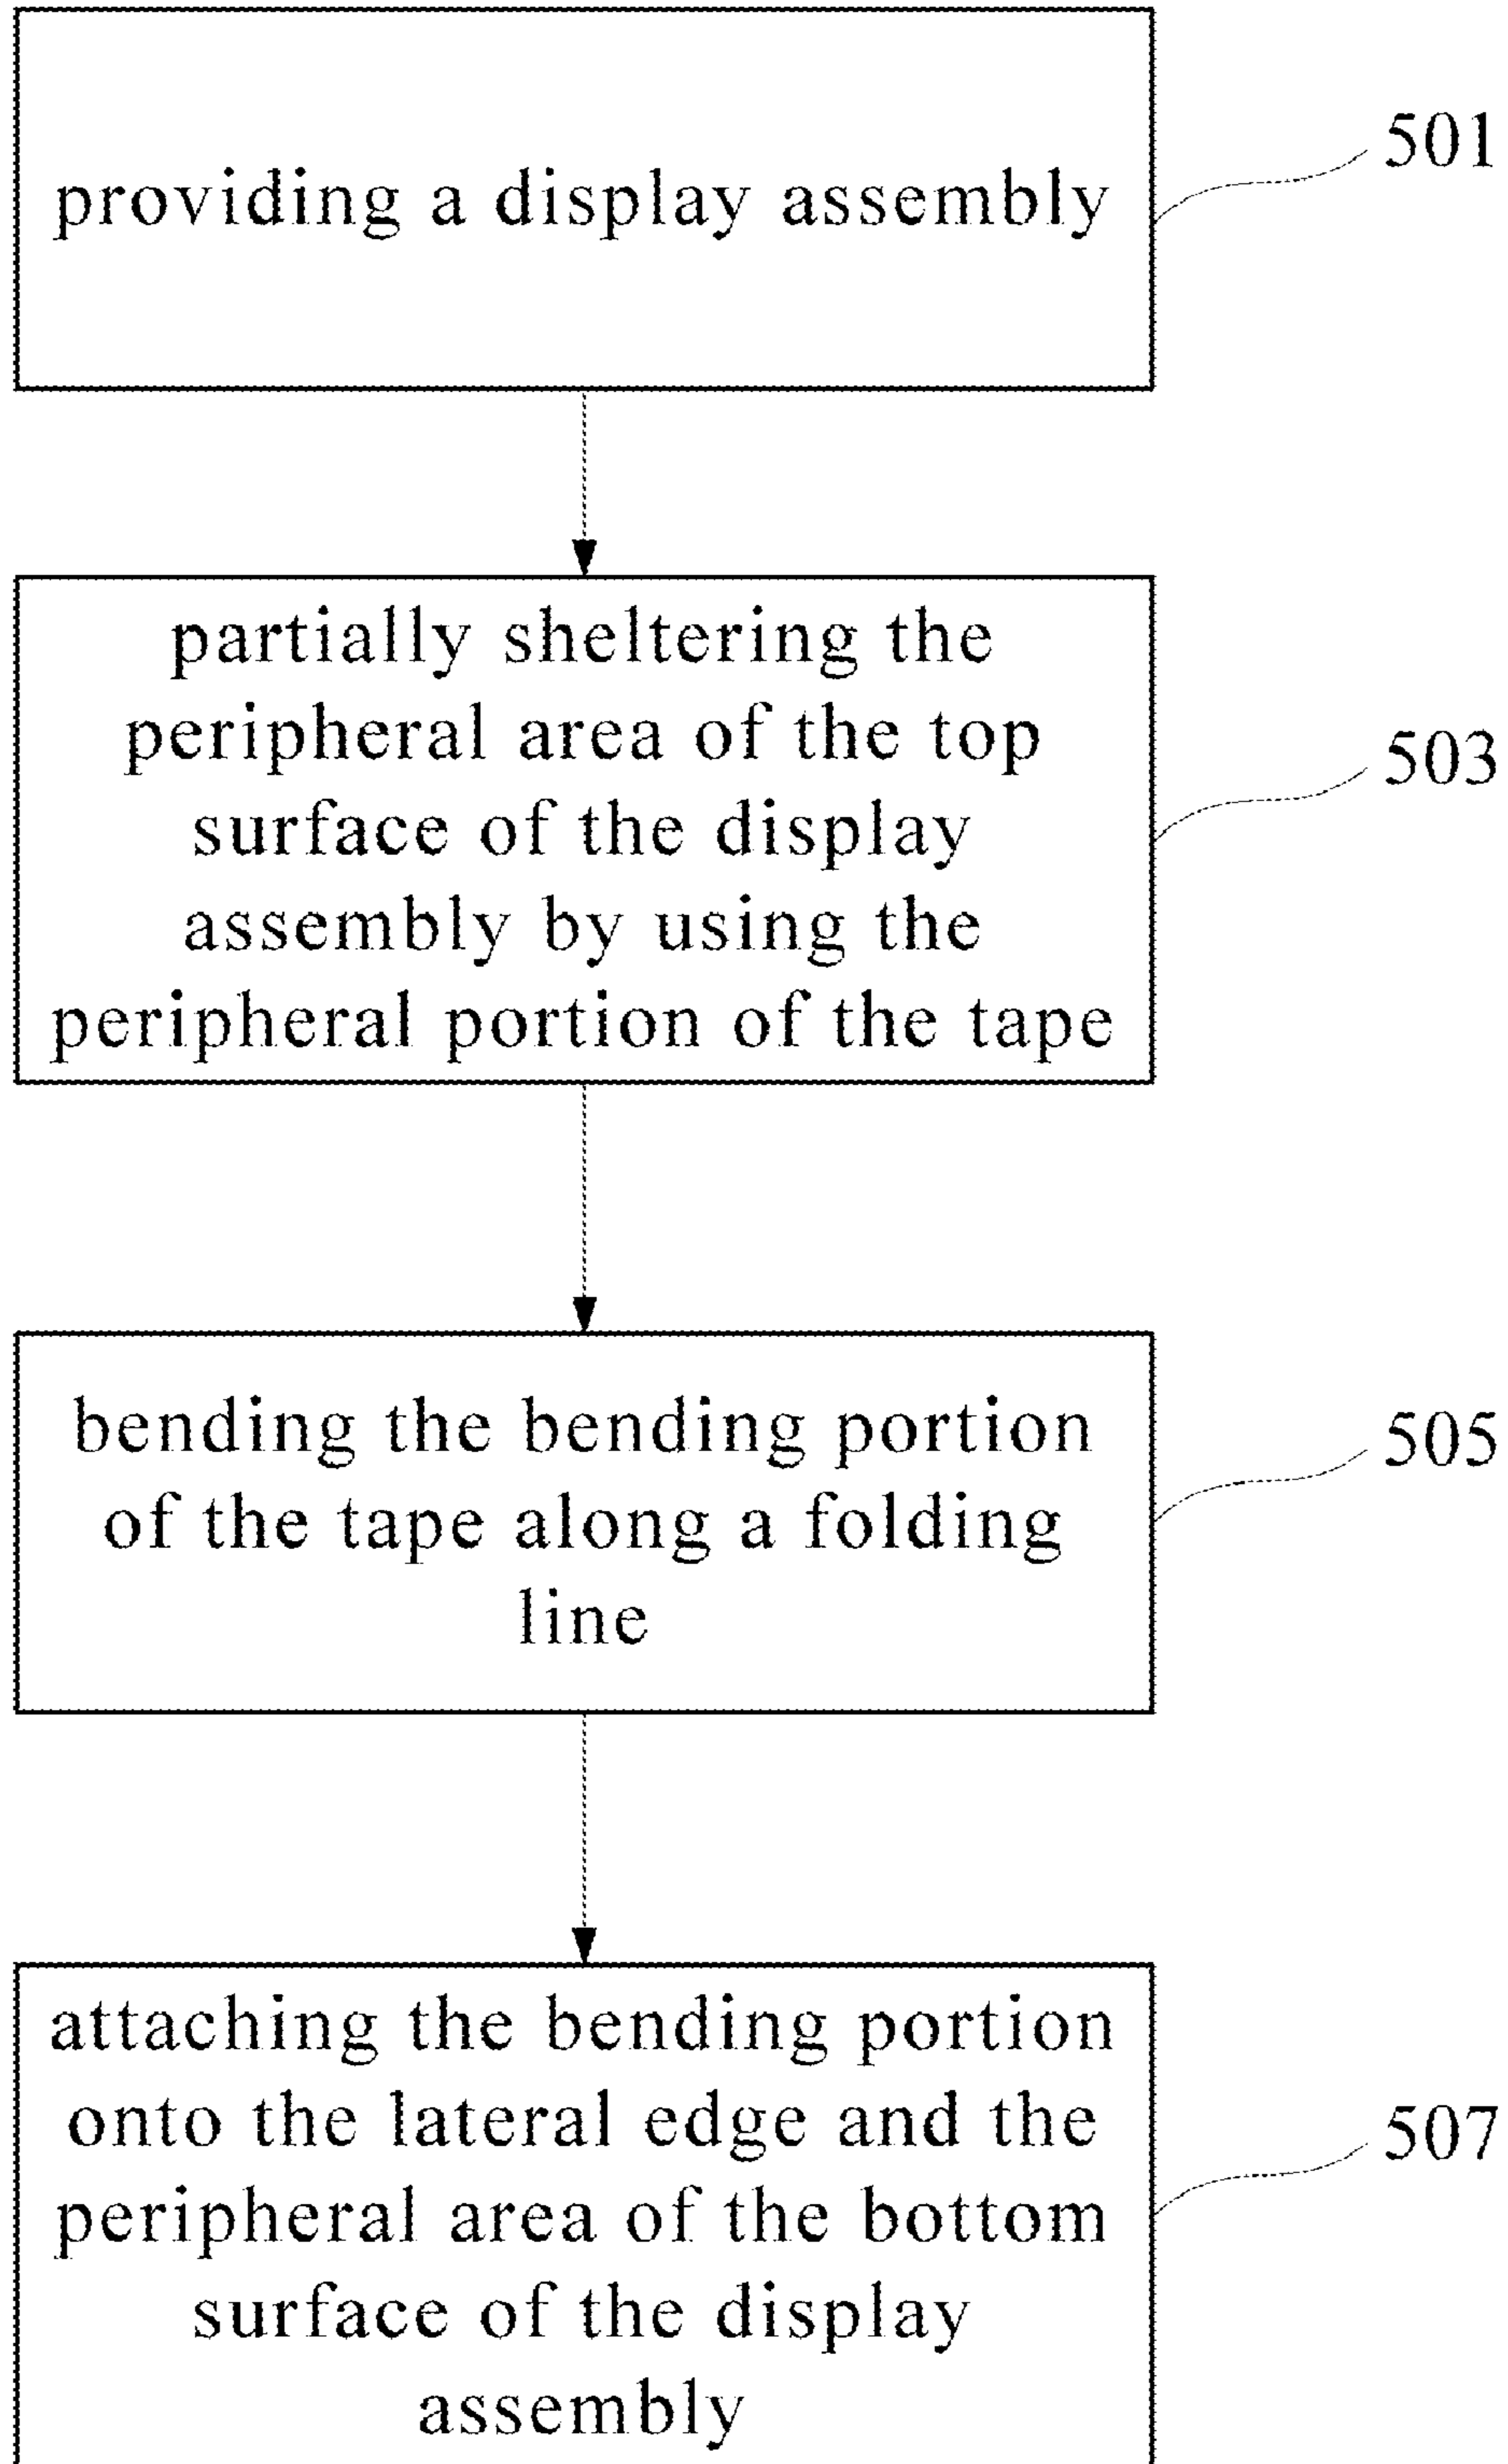 providing a display assembly
501
partially sheltering the
peripheral area of the top
surface of the display
assembly by using the
peripheral portion of the tape
503
bending the bending portion
of the tape along a folding
line
505
attaching the bending portion
onto the lateral edge and the
peripheral area of the bottom
surface of the display
assembly
507